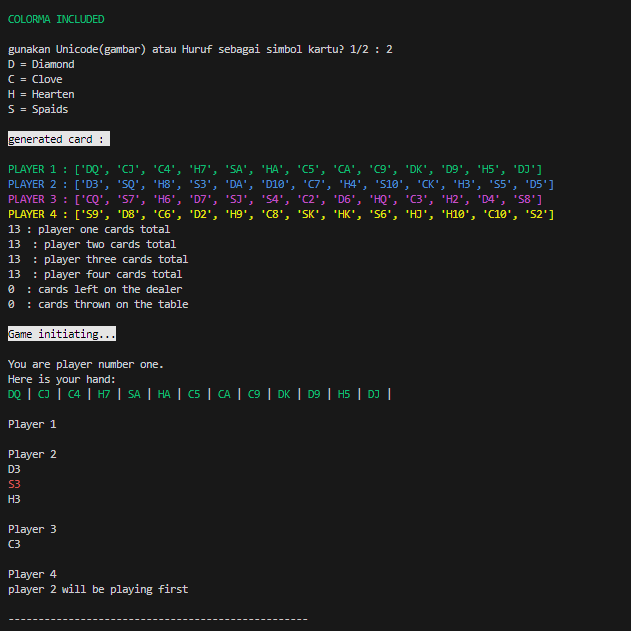 COLORMA INCLUDED
gunakan Unicode(gambar) atau Huruf sebagai simbol kartu? 1/2 : 2
D = Diamond
C = Clove
H = Hearten
S = Spaids
generated card :
PLAYER 1 : ['DQ', 'CJ', 'C4', 'H7', 'SA', 'HA', 'C5', 'CA', 'C9', 'DK', 'D9', 'H5', 'DJ']
PLAYER 2 : ['D3', 'SQ', 'H8', 'S3', 'DA', 'D10', 'C7', 'H4', 'S10', 'CK', 'H3', 'S5', 'D5']
PLAYER 3 : ['CQ', 'S7', 'H6', 'D7', 'SJ', 'S4', 'C2', 'D6', 'HQ', 'C3', 'H2', 'D4', 'S8']
PLAYER 4 : ['S9', 'D8', 'C6', 'D2', 'H9', 'C8', 'SK', 'HK', 'S6', 'HJ', 'H10', 'C10', 'S2']
13 : player one cards total
13 : player two cards total
13 : player three cards total
13 : player four cards total
0 : cards left on the dealer
0 : cards thrown on the table
Game initiating...
You are player number one.
Here is your hand:
DQ | CJ | C4 | H7 | SA | HA | C5 | CA | C9 | DK | D9 | H5 | DJ |
Player 1
Player 2
D3
S3
H3
Player 3
C3
Player 4
player 2 will be playing first
--------------------------------------------------